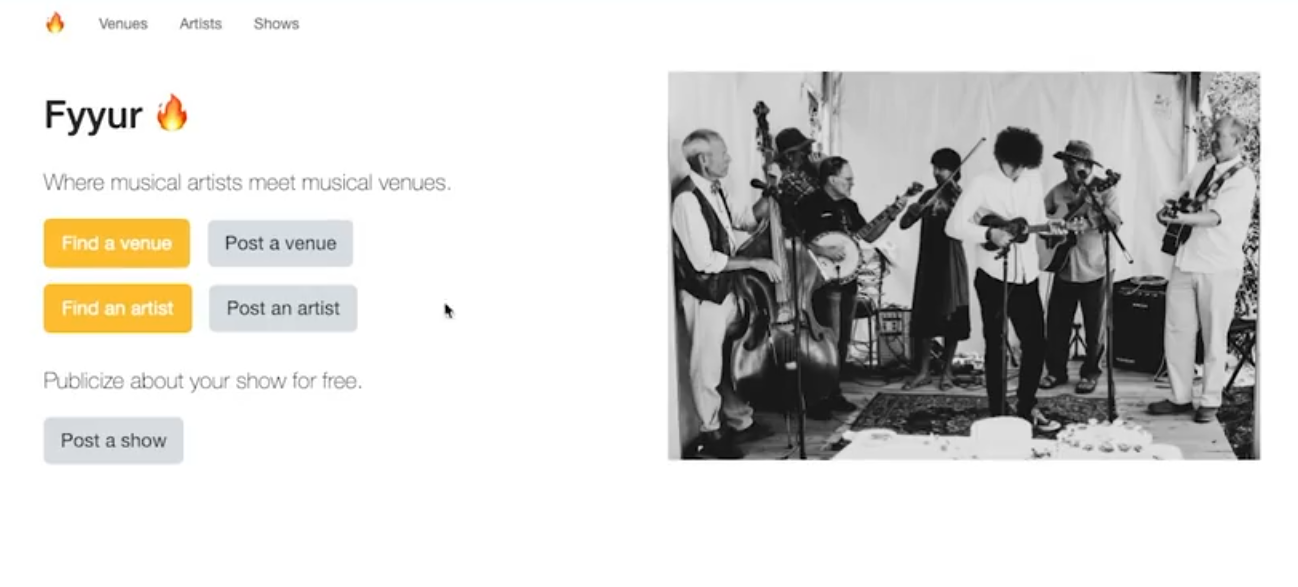 🔥 Venues Artists Shows
Fyyur 🔥
Where musical artists meet musical venues.
Find a venue Post a venue
Find an artist Post an artist
Publicize about your show for free.
Post a show